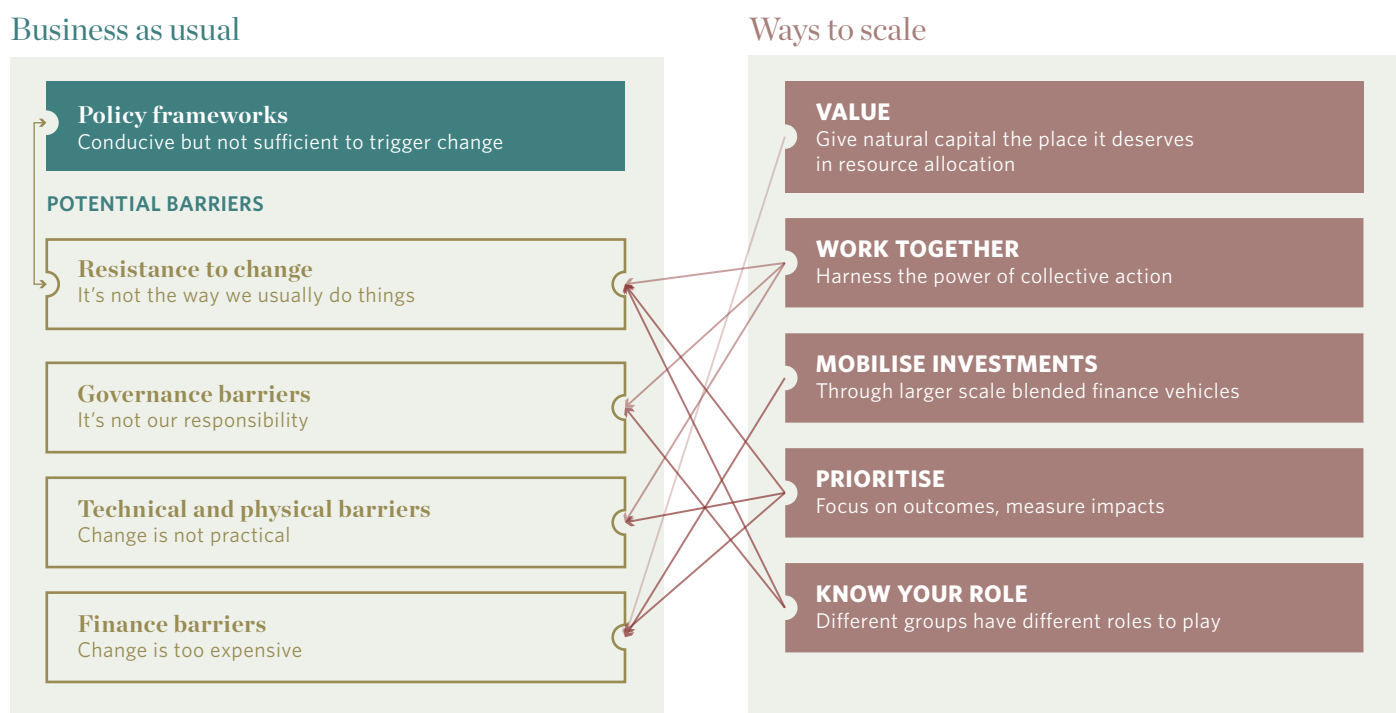 Business as usual
Policy frameworks
Conducive but not sufficient to trigger change
POTENTIAL BARRIERS
Resistance to change
It’s not the way we usually do things
Governance barriers
It’s not our responsibility
Technical and physical barriers
Change is not practical
Finance barriers
Change is too expensive
Ways to scale
VALUE
Give natural capital the place it deserves
in resource allocation
WORK TOGETHER
Harness the power of collective action
MOBILISE INVESTMENTS
Through larger scale blended finance vehicles
PRIORITISE
Focus on outcomes, measure impacts
KNOW YOUR ROLE
Different groups have different roles to play